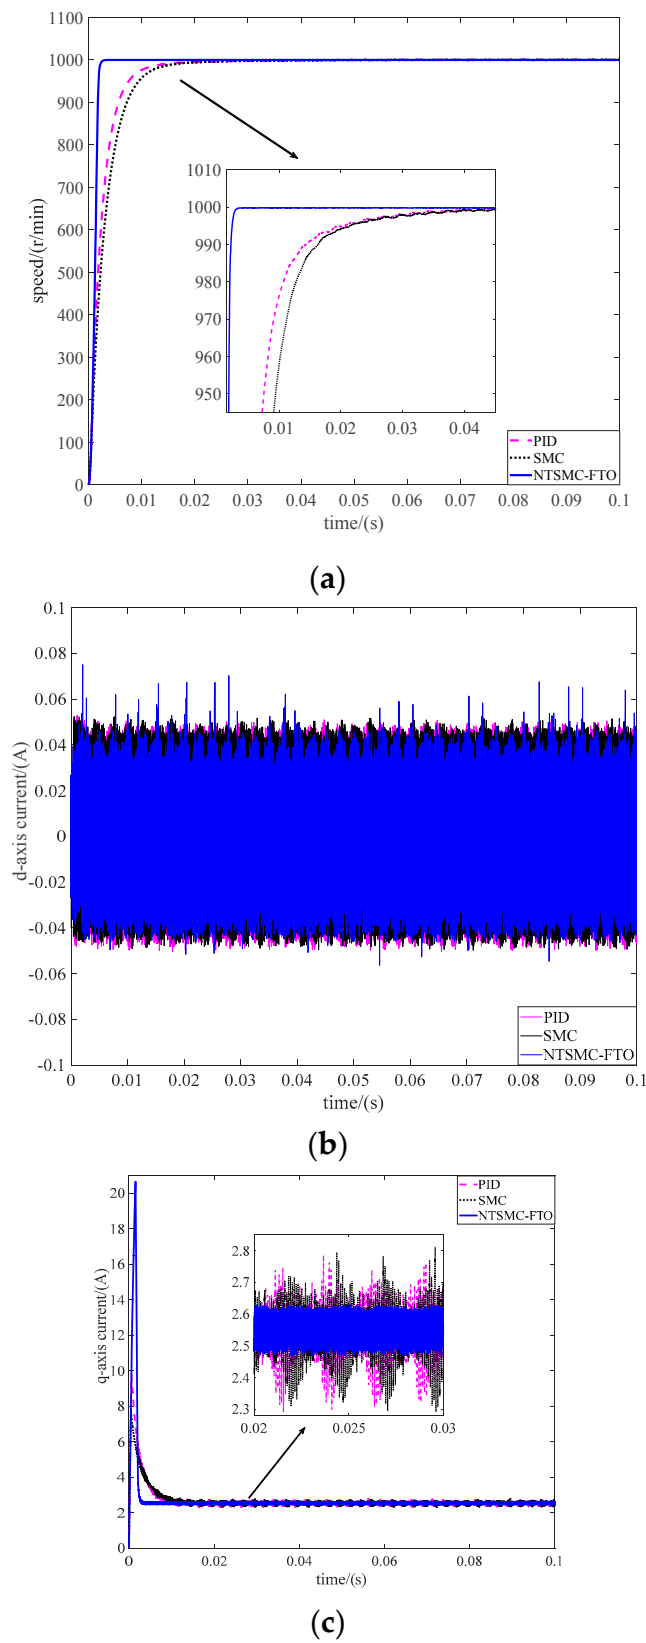 1100
1000
900
800
700
600
500
400
300
200
100
0
speed/(r/min)
1010
1000
990
980
970
960
950
0.01 0.02 0.03 0.04
PID
SMC
NTSMC-FTO
0 0.01 0.02 0.03 0.04 0.05 0.06 0.07 0.08 0.09 0.1
time/(s)
(a)
0.1
0.08
0.06
0.04
0.02
0
-0.02
-0.04
-0.06
-0.08
-0.1
d-axis current/(A)
PID
SMC
NTSMC-FTO
0 0.01 0.02 0.03 0.04 0.05 0.06 0.07 0.08 0.09 0.1
time/(s)
(b)
20
18
16
14
12
10
8
6
4
2
0
q-axis current/(A)
PID
SMC
NTSMC-FTO
2.8
2.7
2.6
2.5
2.4
2.3
0.02 0.025 0.03
0 0.02 0.04 0.06 0.08 0.1
time/(s)
(c)